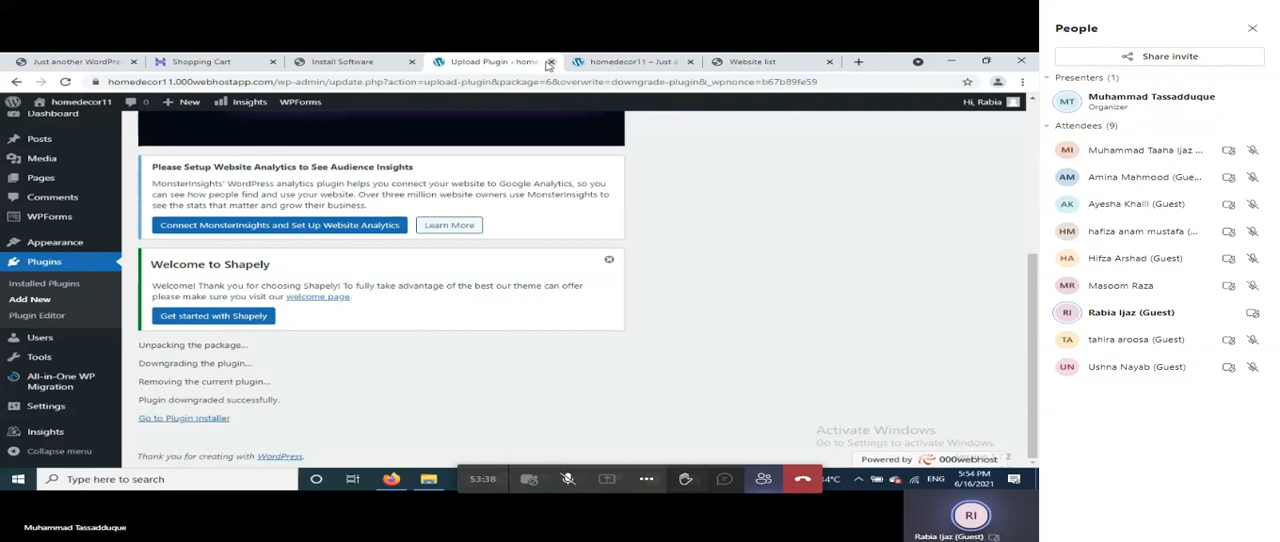 Just another WordPre
Shopping Cart
Install Software
Upload Plugin - home
homedecor11 – Just a
Website list
homedecor11.000webhostapp.com/wp-admin/update.php?action=upload-plugin&package=6&overwrite=downgrade-plugin&_wpnonce=b67b89fe59
homedecor11
0
New
Insights
WPForms
Hi, Rabia
Dashboard
Posts
Media
Pages
Comments
WPForms
Appearance
Plugins
Installed Plugins
Add New
Plugin Editor
Users
Tools
All-in-One WP
Migration
Settings
Insights
Collapse menu
Please Setup Website Analytics to See Audience Insights
MonsterInsights' WordPress analytics plugin helps you connect your website to Google Analytics, so you
can see how people find and use your website. Over three million website owners use MonsterInsights to
see the stats that matter and grow their business.
Connect MonsterInsights and Set Up Website Analytics
Learn More
Welcome to Shapely
Welcome! Thank you for choosing Shapely! To fully take advantage of the best our theme can offer
please make sure you visit our welcome page.
Get started with Shapely
Unpacking the package...
Downgrading the plugin...
Removing the current plugin...
Plugin downgraded successfully.
Go to Plugin Installer
Thank you for creating with WordPress.
Activate Windows
Go to Settings to activate Windows.
Powered by 000webhost
Type here to search
53:38
4°C
ENG
5:54 PM
6/16/2021
Muhammad Tassadduque
RI
Rabia Ijaz (Guest)
People
Share invite
Presenters (1)
MT
Muhammad Tassadduque
Organizer
Attendees (9)
MI
Muhammad Taaha Ijaz ...
AM
Amina Mahmood (Gue...
AK
Ayesha Khalil (Guest)
HM
hafiza anam mustafa (...
HA
Hifza Arshad (Guest)
MR
Masoom Raza
RI
Rabia Ijaz (Guest)
TA
tahira aroosa (Guest)
UN
Ushna Nayab (Guest)